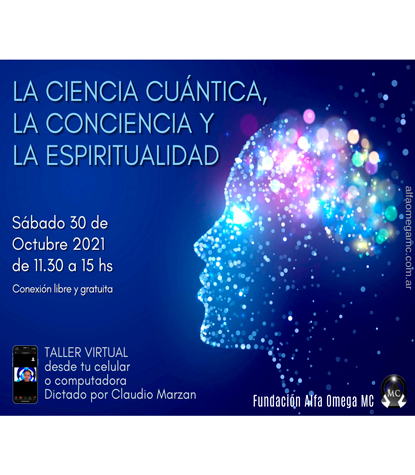 LA CIENCIA CUÁNTICA,
LA CONCIENCIA Y
LA ESPIRITUALIDAD
Sábado 30 de
Octubre 2021
de 11.30 a 15 hs
Conexión libre y gratuita
alfaomegamc.com.ar
TALLER VIRTUAL
desde tu celular
o computadora
Dictado por Claudio Marzan
Fundación Alfa Omega MC
MC